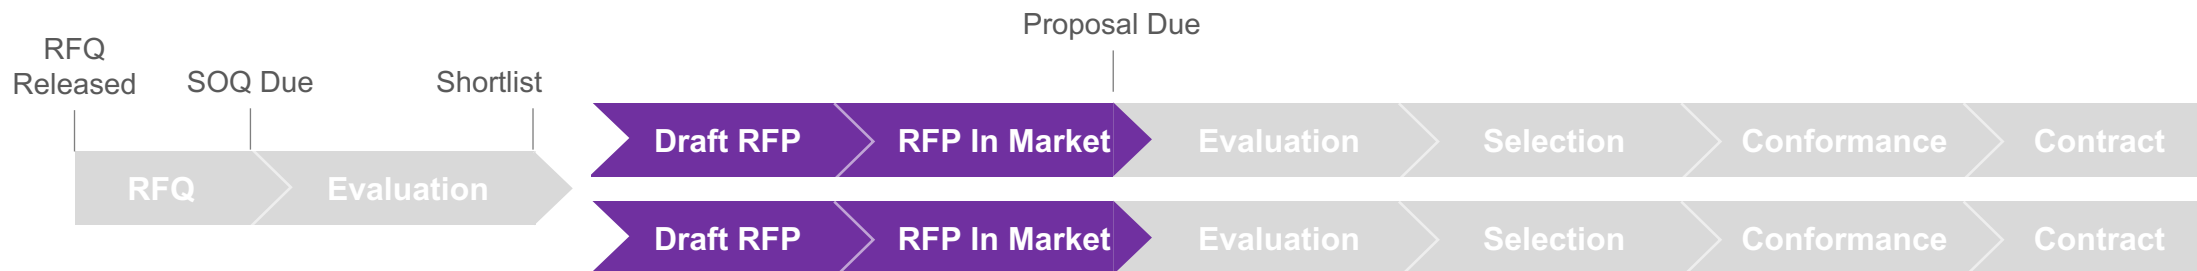 Proposal Due
RFQ
Released
SOQ Due
Shortlist
Draft RFP
RFP In Market
Evaluation
Selection
Conformance
Contract
RFQ
Evaluation
Draft RFP
RFP In Market
Evaluation
Selection
Conformance
Contract